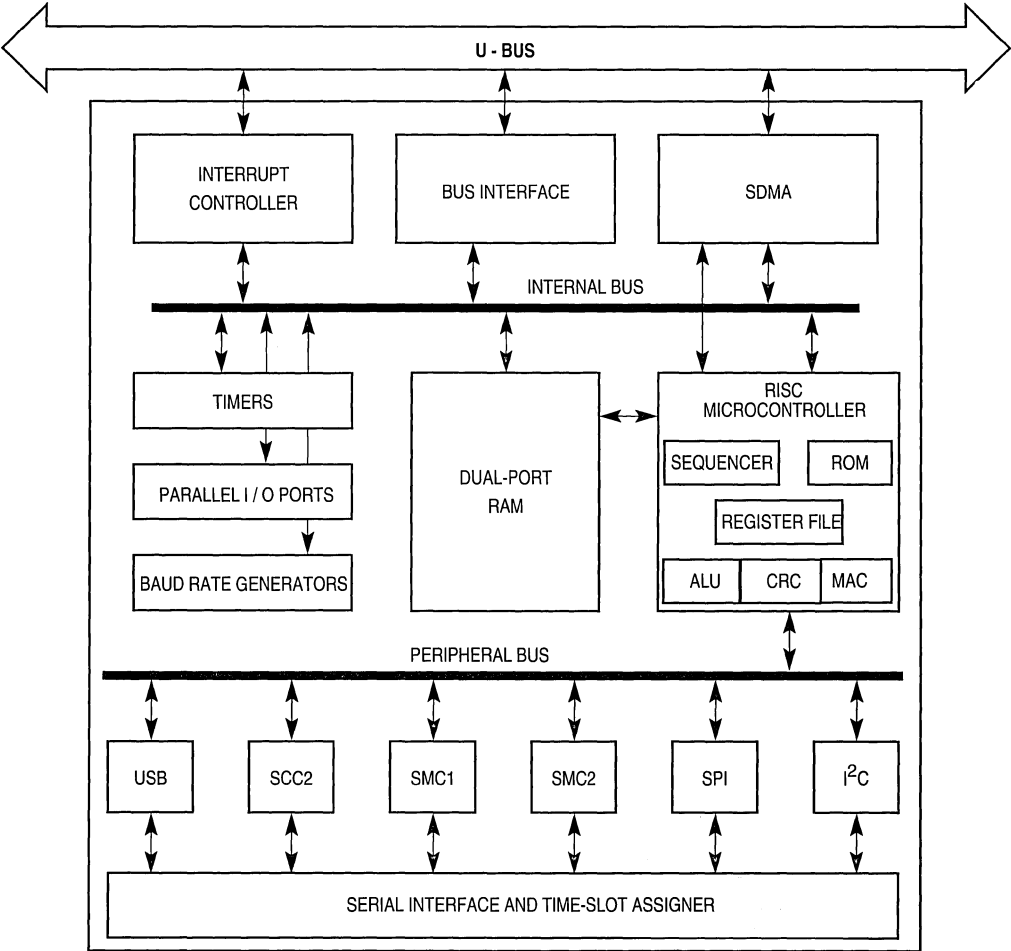 U - BUS
INTERRUPT
CONTROLLER
BUS INTERFACE
SDMA
INTERNAL BUS
TIMERS
PARALLEL I / O PORTS
BAUD RATE GENERATORS
DUAL-PORT
RAM
RISC
MICROCONTROLLER
SEQUENCER
ROM
REGISTER FILE
ALU
CRC
MAC
PERIPHERAL BUS
USB
SCC2
SMC1
SMC2
SPI
I²C
SERIAL INTERFACE AND TIME-SLOT ASSIGNER